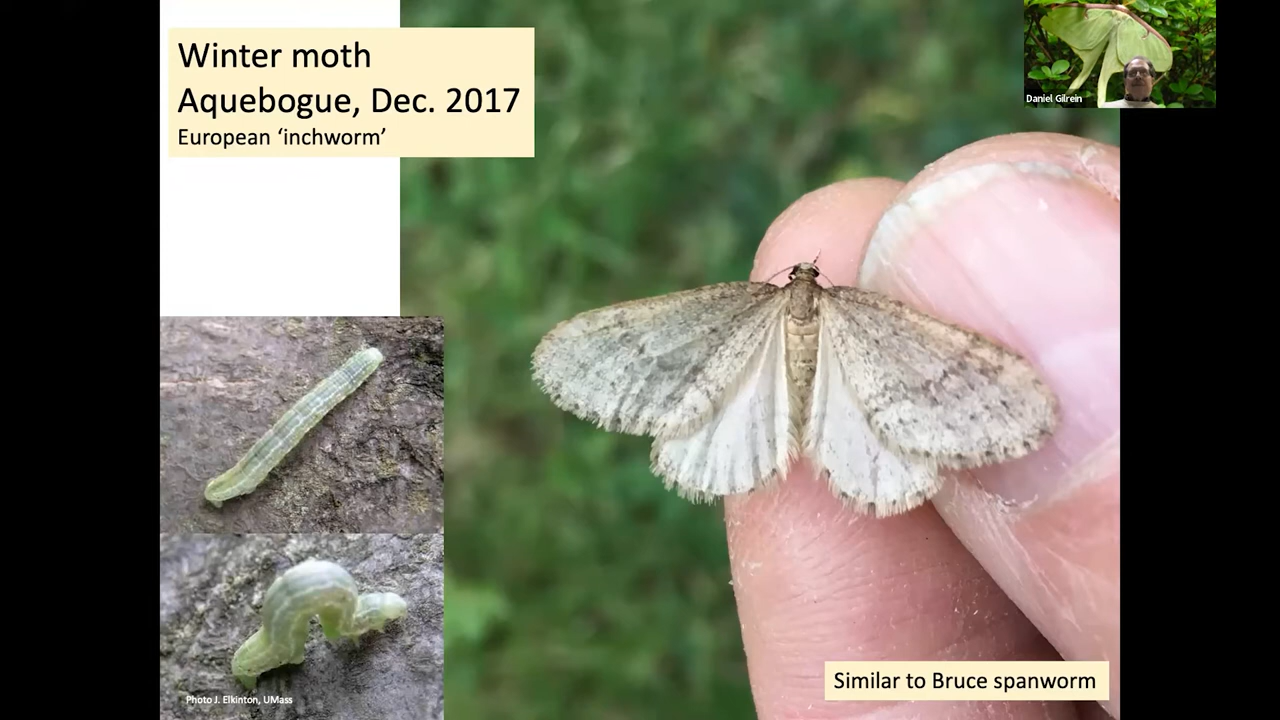 Winter moth
Aquebogue, Dec. 2017
European ‘inchworm’
Daniel Gilrein
Photo J. Elkinton, UMass
Similar to Bruce spanworm